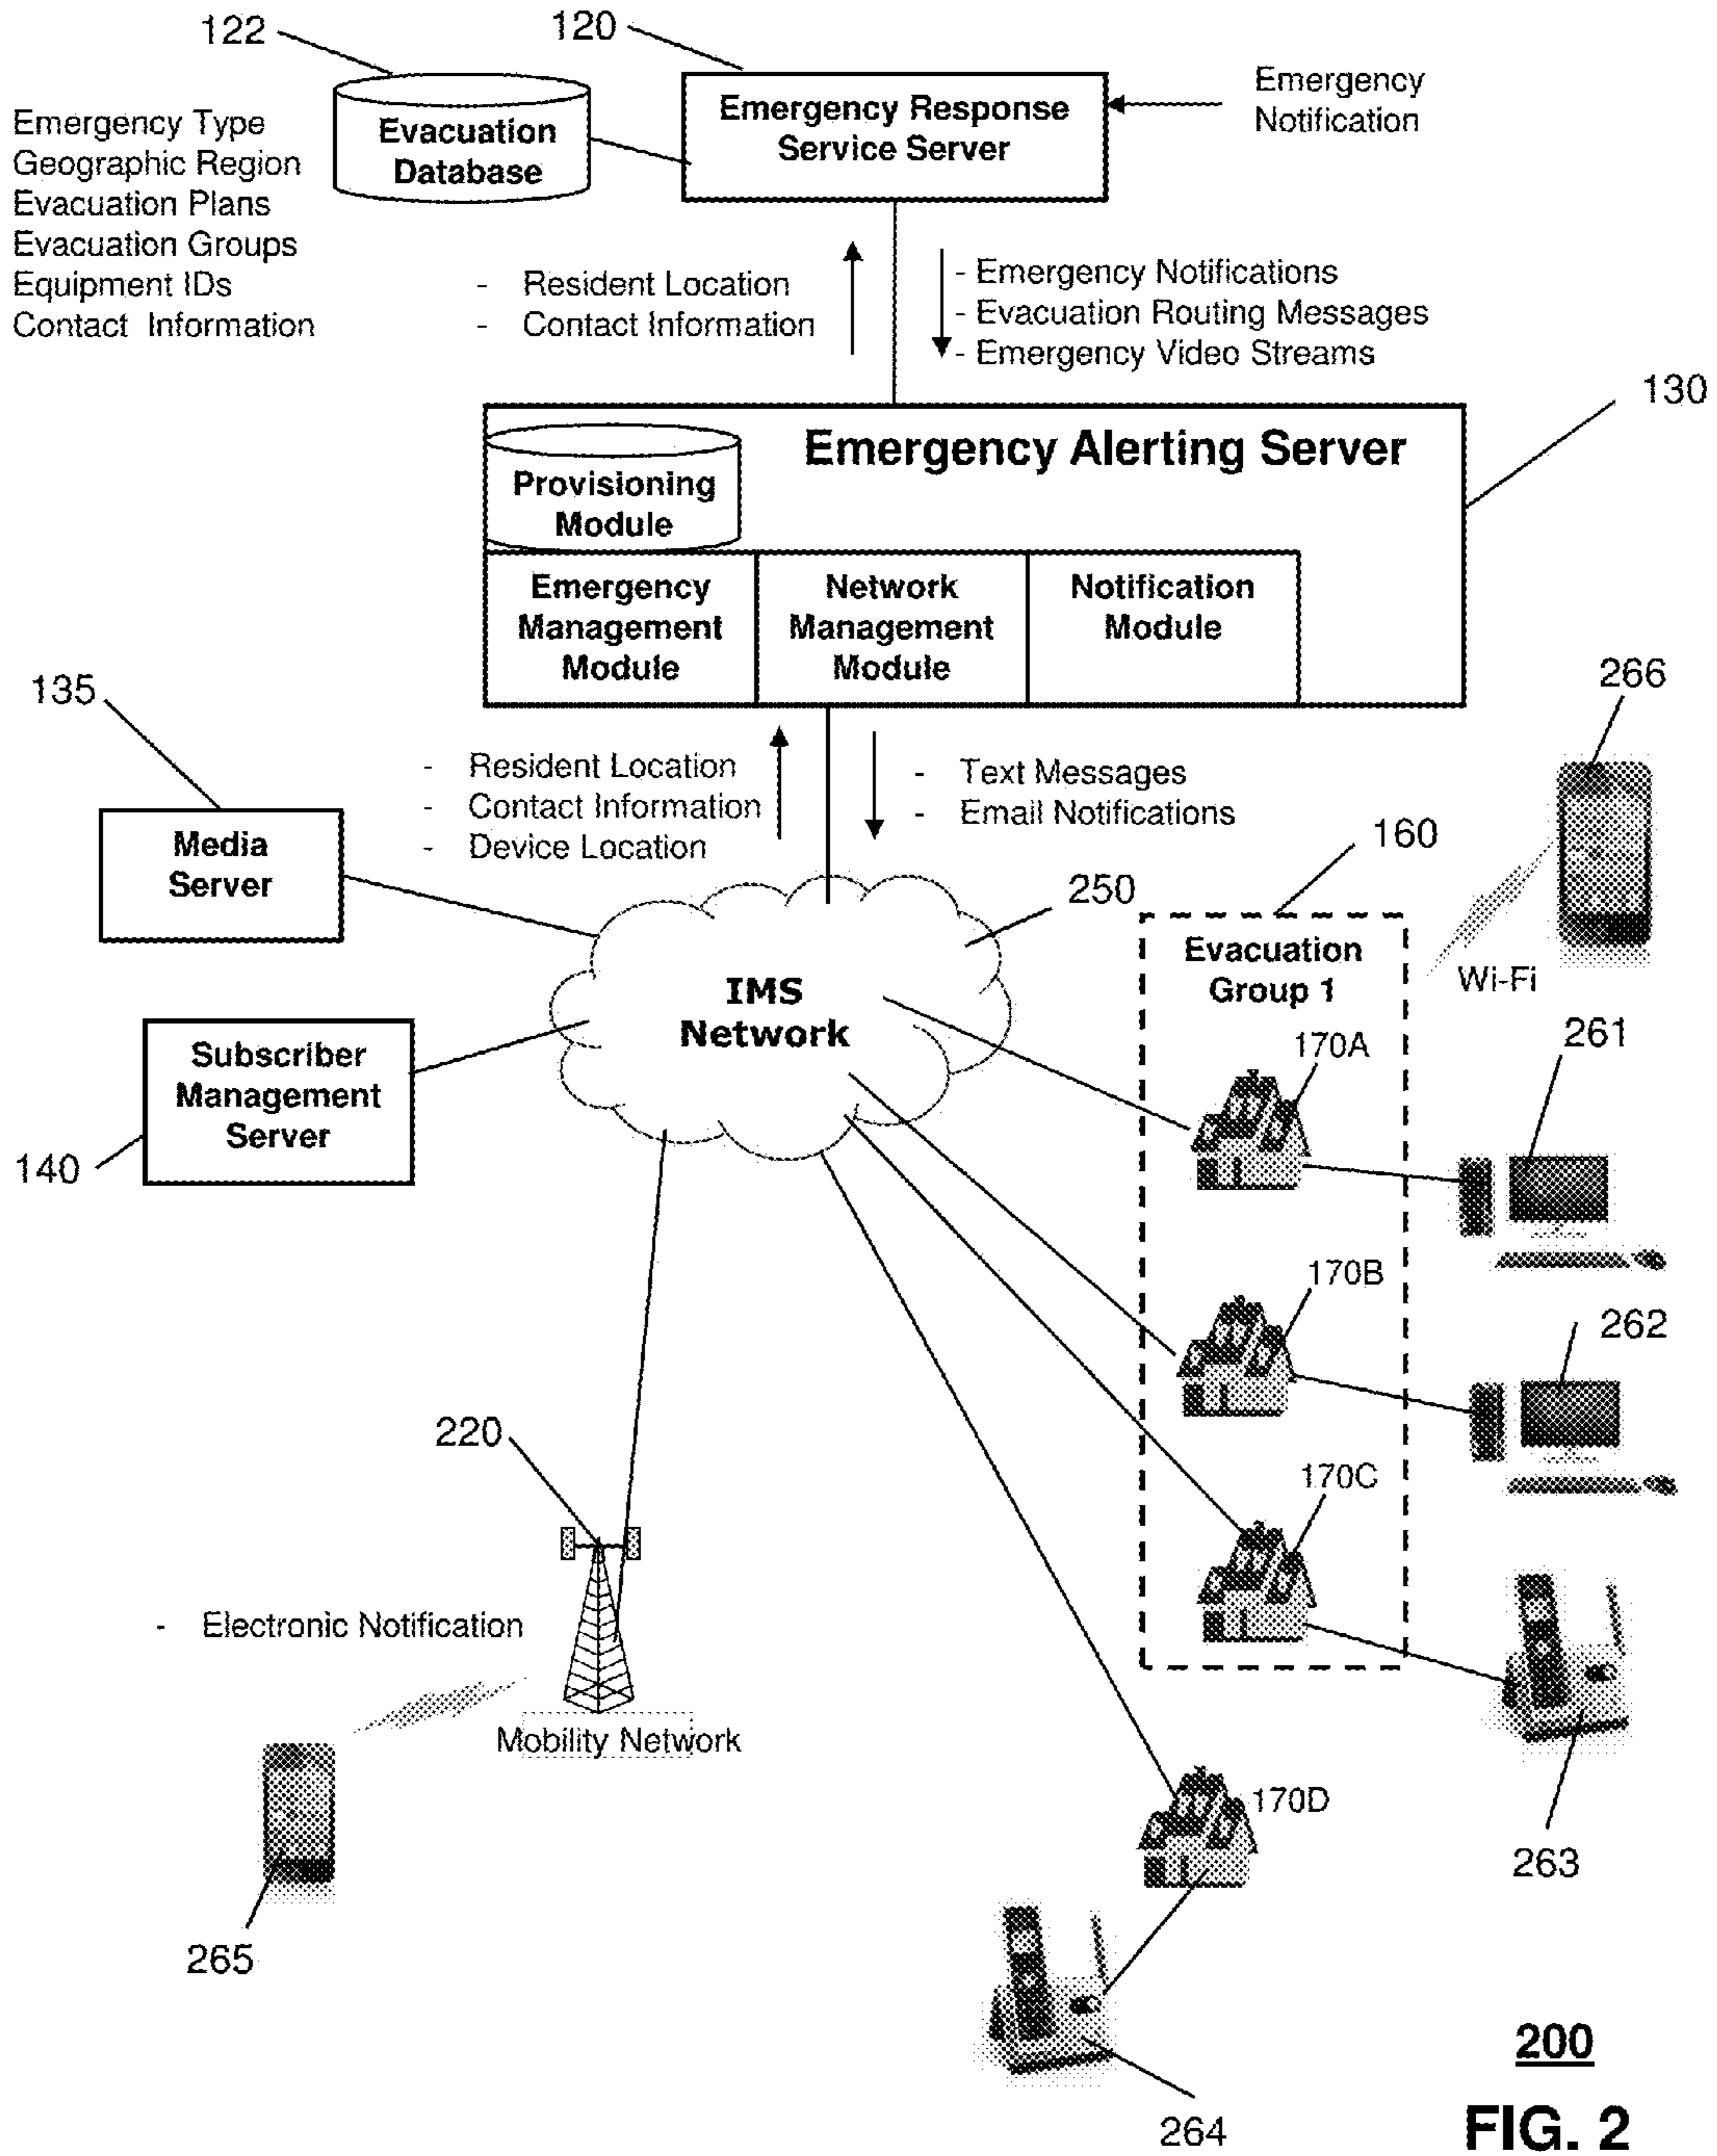 122
120
Evacuation
Database
Emergency Response
Service Server
Emergency
Notification
Emergency Type
Geographic Region
Evacuation Plans
Evacuation Groups
Equipment IDs
Contact Information
- Resident Location
- Contact Information
- Emergency Notifications
- Evacuation Routing Messages
- Emergency Video Streams
130
Emergency Alerting Server
Provisioning
Module
Emergency
Management
Module
Network
Management
Module
Notification
Module
135
Media
Server
- Resident Location
- Contact Information
- Device Location
- Text Messages
- Email Notifications
266
160
250
Wi-Fi
Evacuation
Group 1
IMS
Network
Subscriber
Management
Server
140
170A
261
170B
262
170C
263
220
- Electronic Notification
Mobility Network
265
170D
264
200
FIG. 2